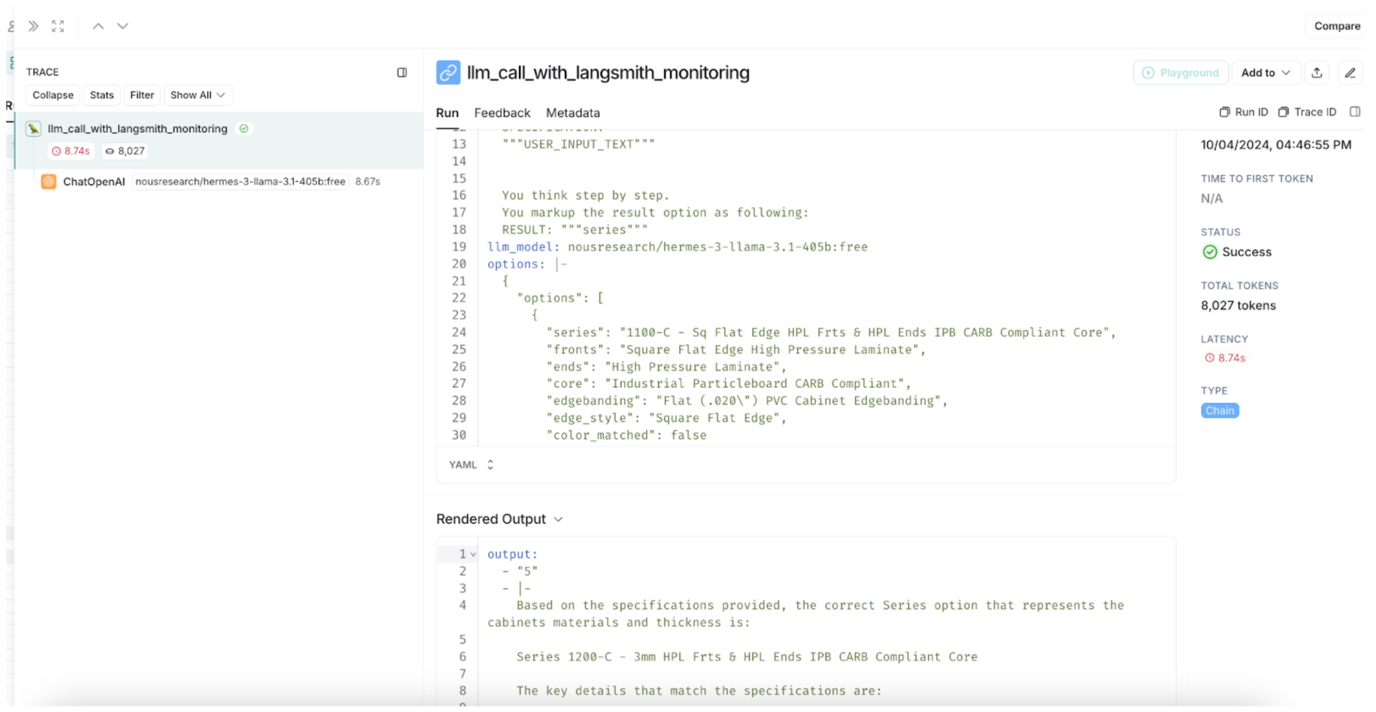 Compare
TRACE
Collapse Stats Filter Show All
llm_call_with_langsmith_monitoring
8.74s 8,027
ChatOpenAI nousresearch/hermes-3-llama-3.1-405b:free 8.67s
llm_call_with_langsmith_monitoring
Playground Add to
Run Feedback Metadata
Run ID Trace ID
13 """USER_INPUT_TEXT"""
14
15
16 You think step by step.
17 You markup the result option as following:
18 RESULT: """series"""
19 llm_model: nousresearch/hermes-3-llama-3.1-405b:free
20 options: |-
21 {
22 "options": [
23 {
24 "series": "1100-C - Sq Flat Edge HPL Frts & HPL Ends IPB CARB Compliant Core",
25 "fronts": "Square Flat Edge High Pressure Laminate",
26 "ends": "High Pressure Laminate",
27 "core": "Industrial Particleboard CARB Compliant",
28 "edgebanding": "Flat (.020\") PVC Cabinet Edgebanding",
29 "edge_style": "Square Flat Edge",
30 "color_matched": false
YAML
Rendered Output
1 output:
2 - "5"
3 - |-
4 Based on the specifications provided, the correct Series option that represents the
cabinets materials and thickness is:
5
6 Series 1200-C - 3mm HPL Frts & HPL Ends IPB CARB Compliant Core
7
8 The key details that match the specifications are:
10/04/2024, 04:46:55 PM
TIME TO FIRST TOKEN
N/A
STATUS
Success
TOTAL TOKENS
8,027 tokens
LATENCY
8.74s
TYPE
Chain